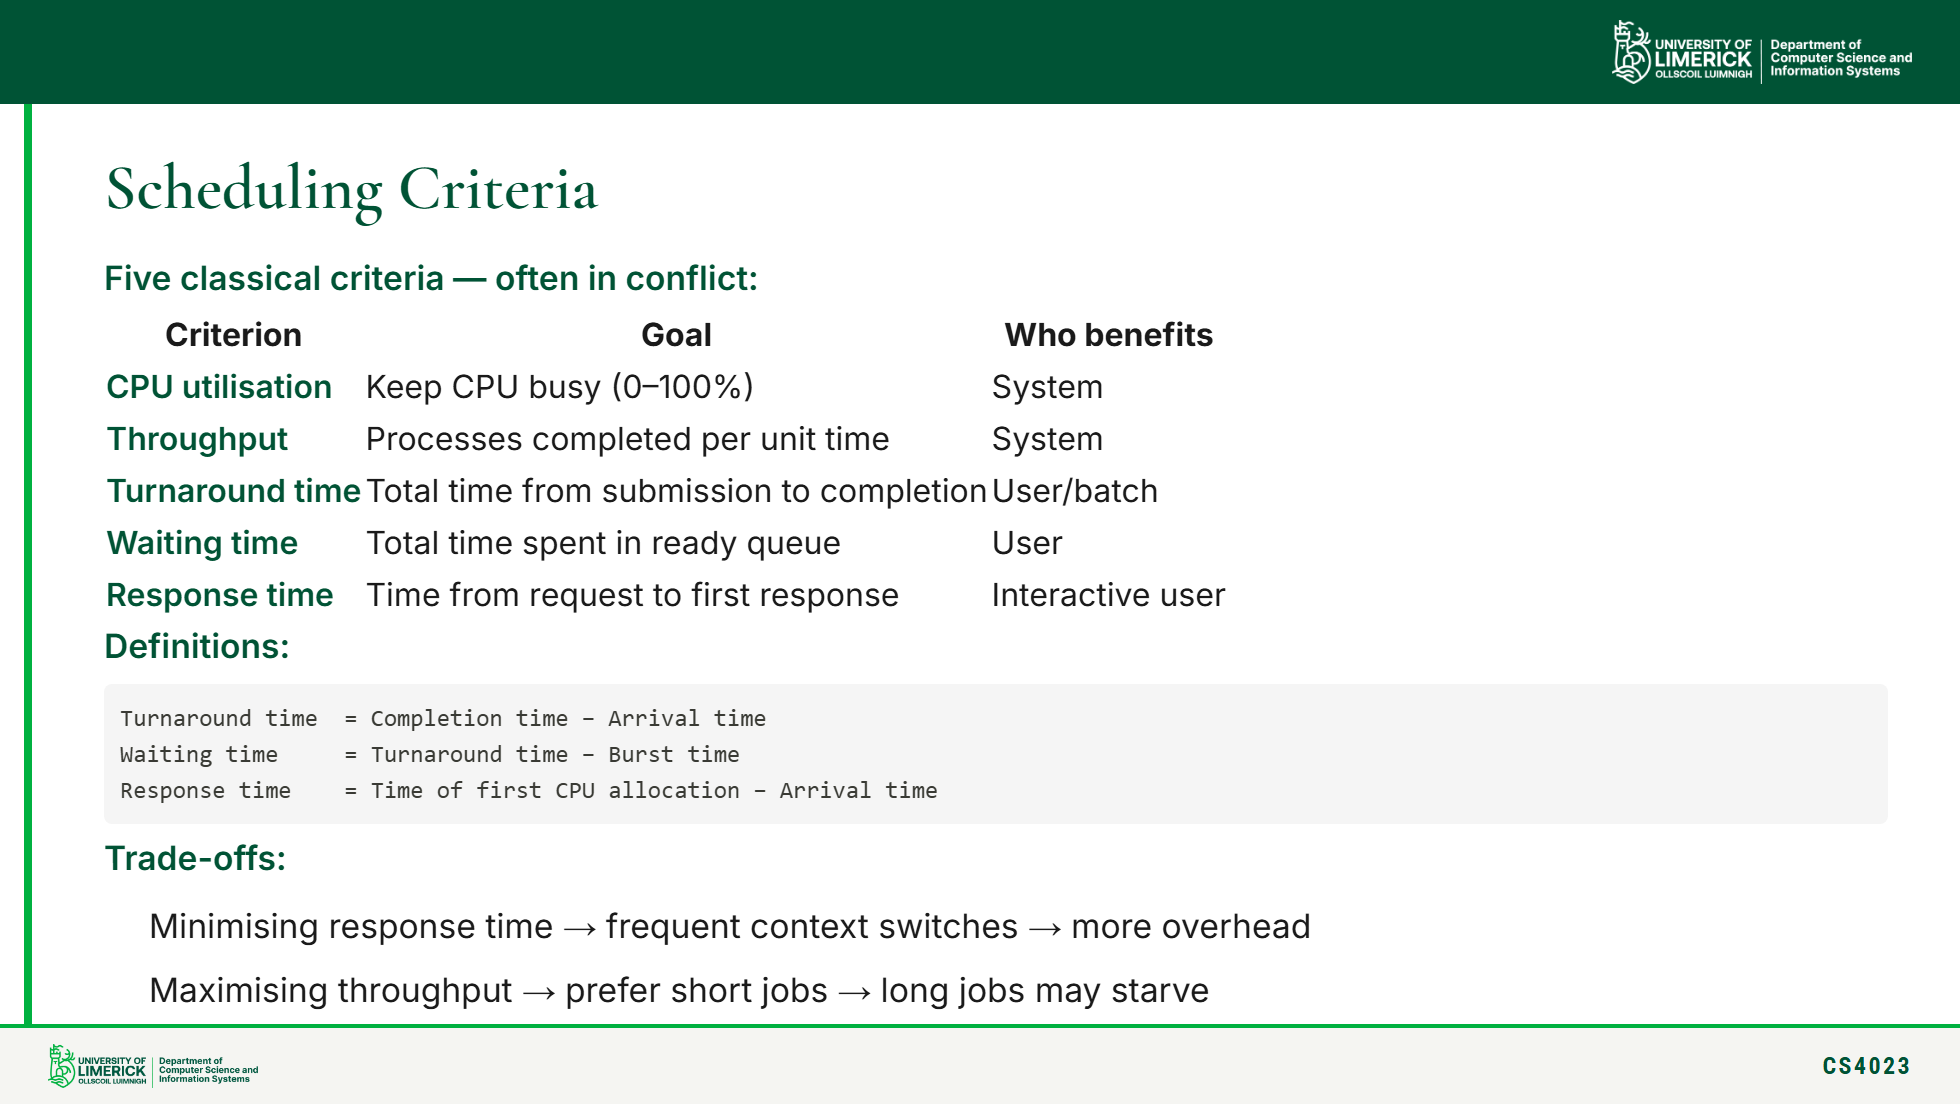 UNIVERSITY OF
LIMERICK
OLLSCOIL LUIMNIGH
Department of
Computer Science and
Information Systems
Scheduling Criteria
Five classical criteria — often in conflict:
Criterion Goal Who benefits
CPU utilisation Keep CPU busy (0–100%) System
Throughput Processes completed per unit time System
Turnaround time Total time from submission to completion User/batch
Waiting time Total time spent in ready queue User
Response time Time from request to first response Interactive user
Definitions:
Turnaround time = Completion time − Arrival time
Waiting time = Turnaround time − Burst time
Response time = Time of first CPU allocation − Arrival time
Trade-offs:
Minimising response time → frequent context switches → more overhead
Maximising throughput → prefer short jobs → long jobs may starve
UNIVERSITY OF
LIMERICK
OLLSCOIL LUIMNIGH
Department of
Computer Science and
Information Systems
CS4023